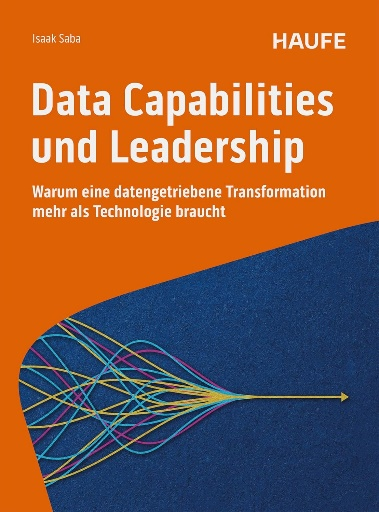 Isaak Saba
HAUFE
Data Capabilities
und Leadership
Warum eine datengetriebene Transformation
mehr als Technologie braucht